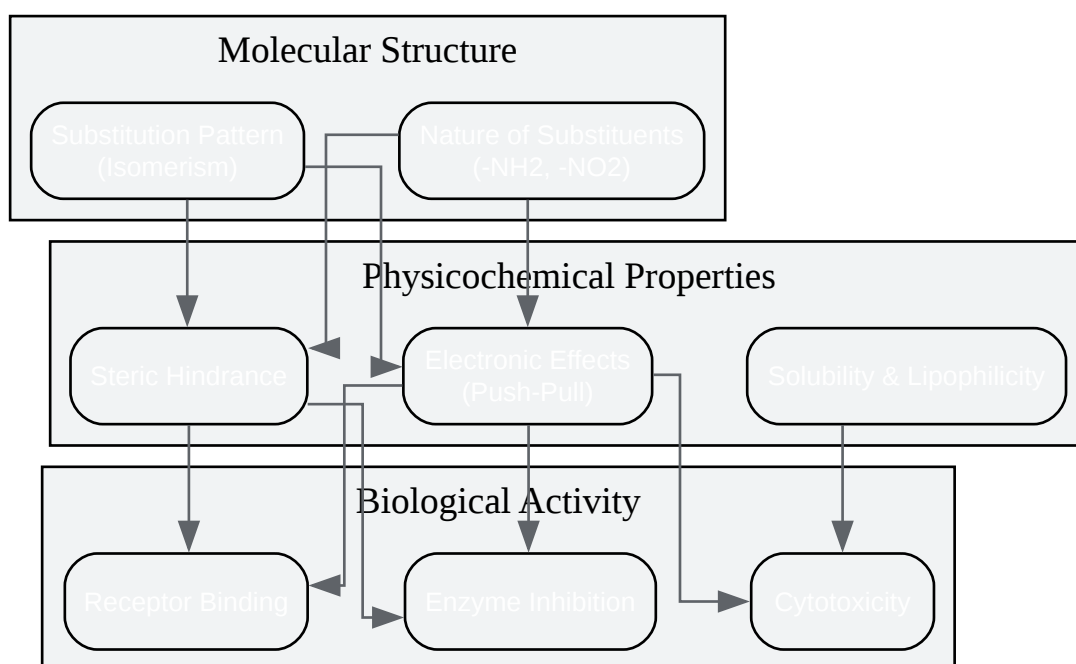 Molecular Structure
Substitution Pattern
(Isomerism)
Nature of Substituents
(-NH2, -NO2)
Physicochemical Properties
Steric Hindrance
Electronic Effects
(Push-Pull)
Solubility & Lipophilicity
Biological Activity
Receptor Binding
Enzyme Inhibition
Cytotoxicity